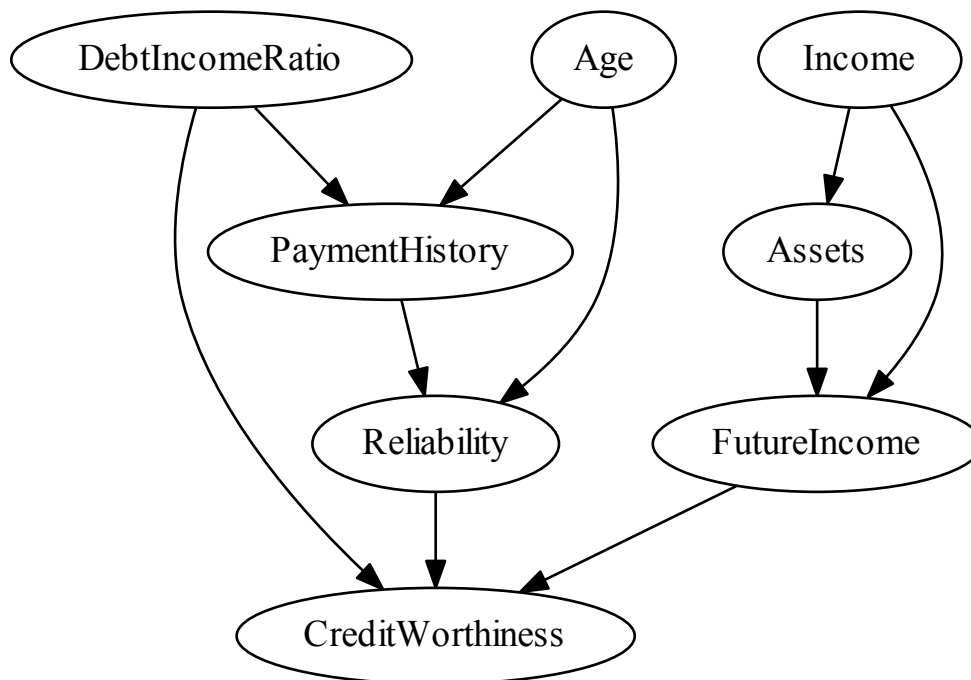 DebtIncomeRatio
Age
Income
PaymentHistory
Assets
Reliability
FutureIncome
CreditWorthiness